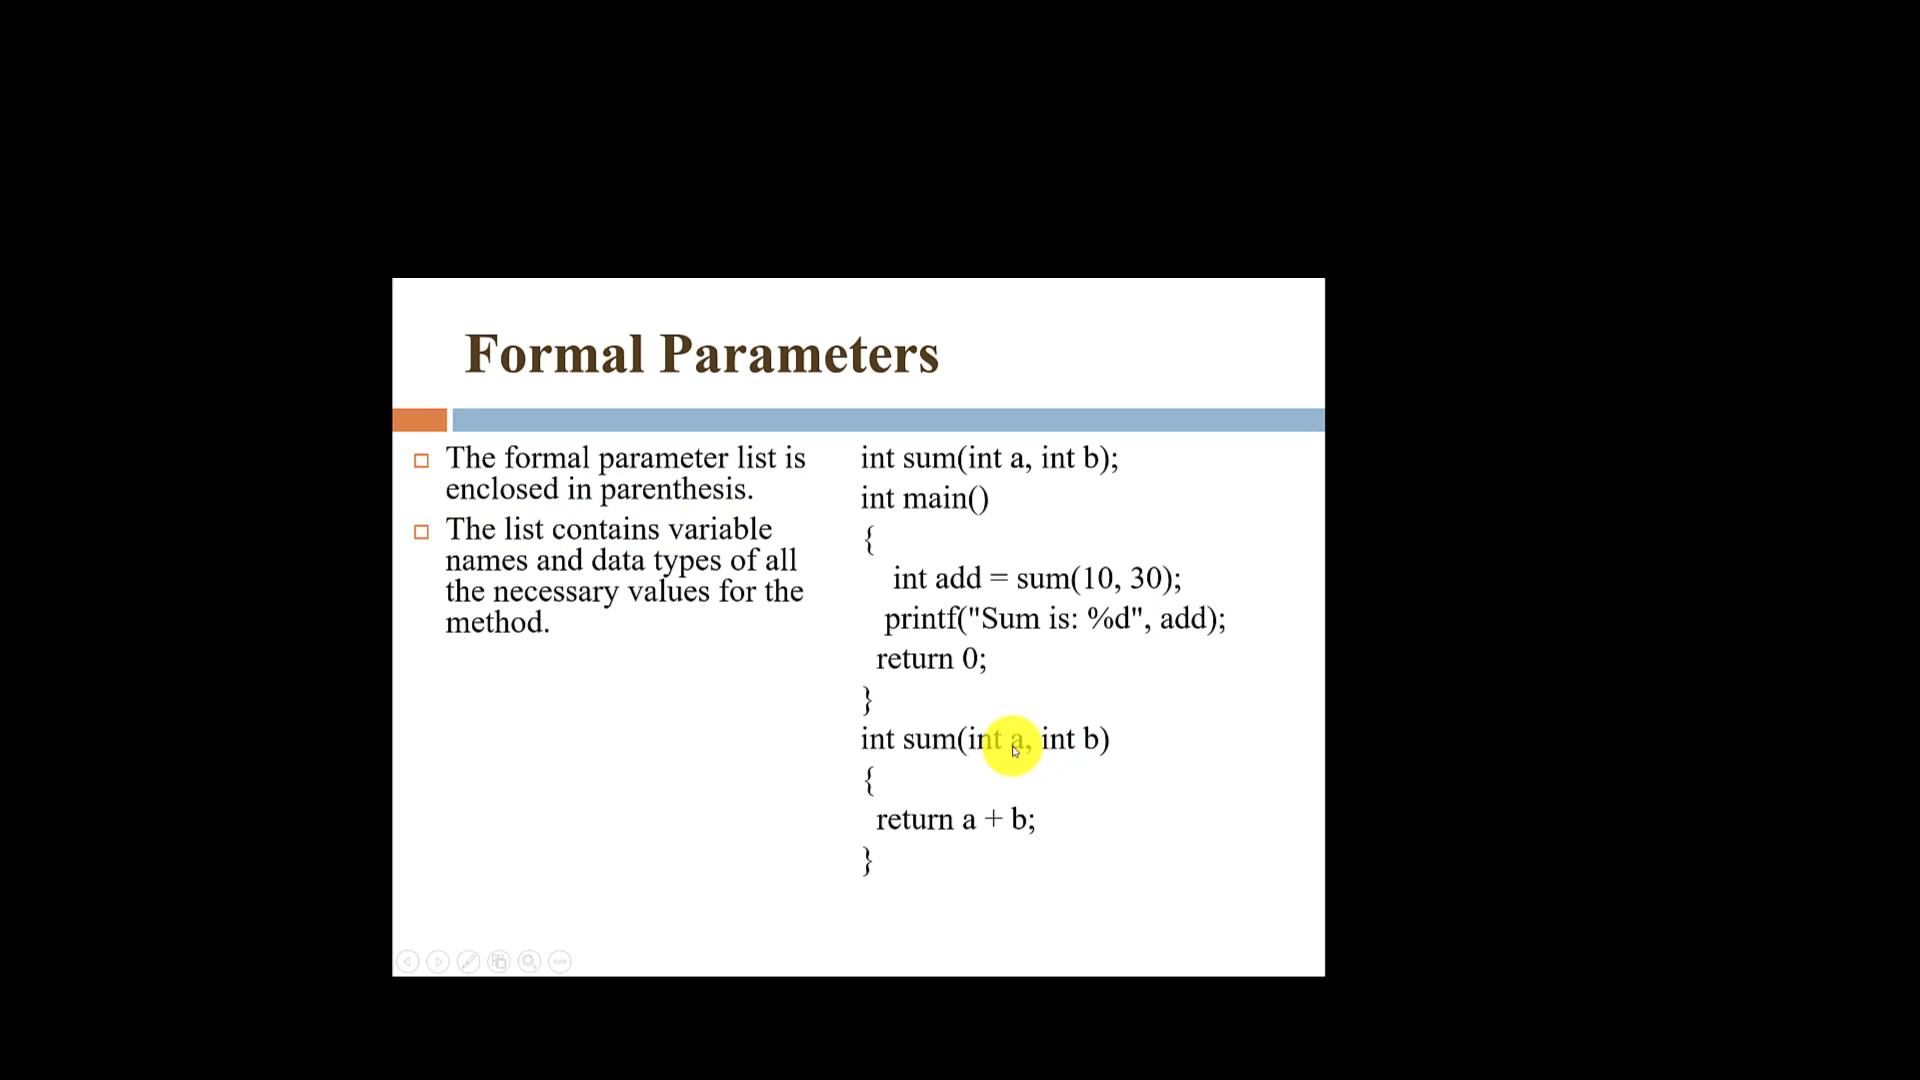 Formal Parameters
The formal parameter list is
enclosed in parenthesis.
The list contains variable
names and data types of all
the necessary values for the
method.
int sum(int a, int b);
int main()
{
int add = sum(10, 30);
printf("Sum is: %d", add);
return 0;
}
int sum(int a, int b)
{
return a + b;
}